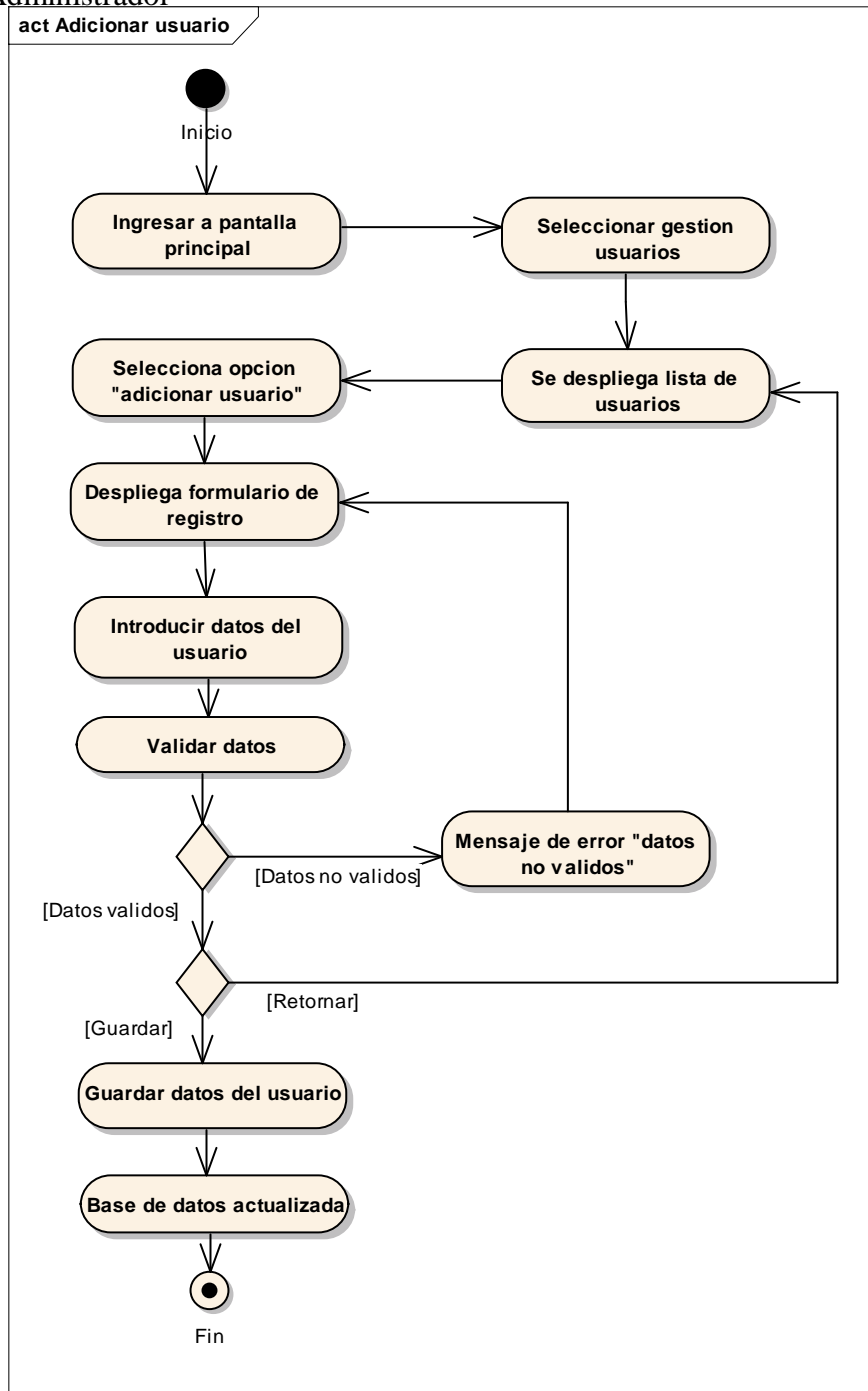 Administrador
act Adicionar usuario
Inicio
Ingresar a pantalla
principal
Seleccionar gestion
usuarios
Se despliega lista de
usuarios
Selecciona opcion
"adicionar usuario"
Despliega formulario de
registro
Introducir datos del
usuario
Validar datos
Mensaje de error "datos
no validos"
[Datos no validos]
[Datos validos]
[Retornar]
[Guardar]
Guardar datos del usuario
Base de datos actualizada
Fin